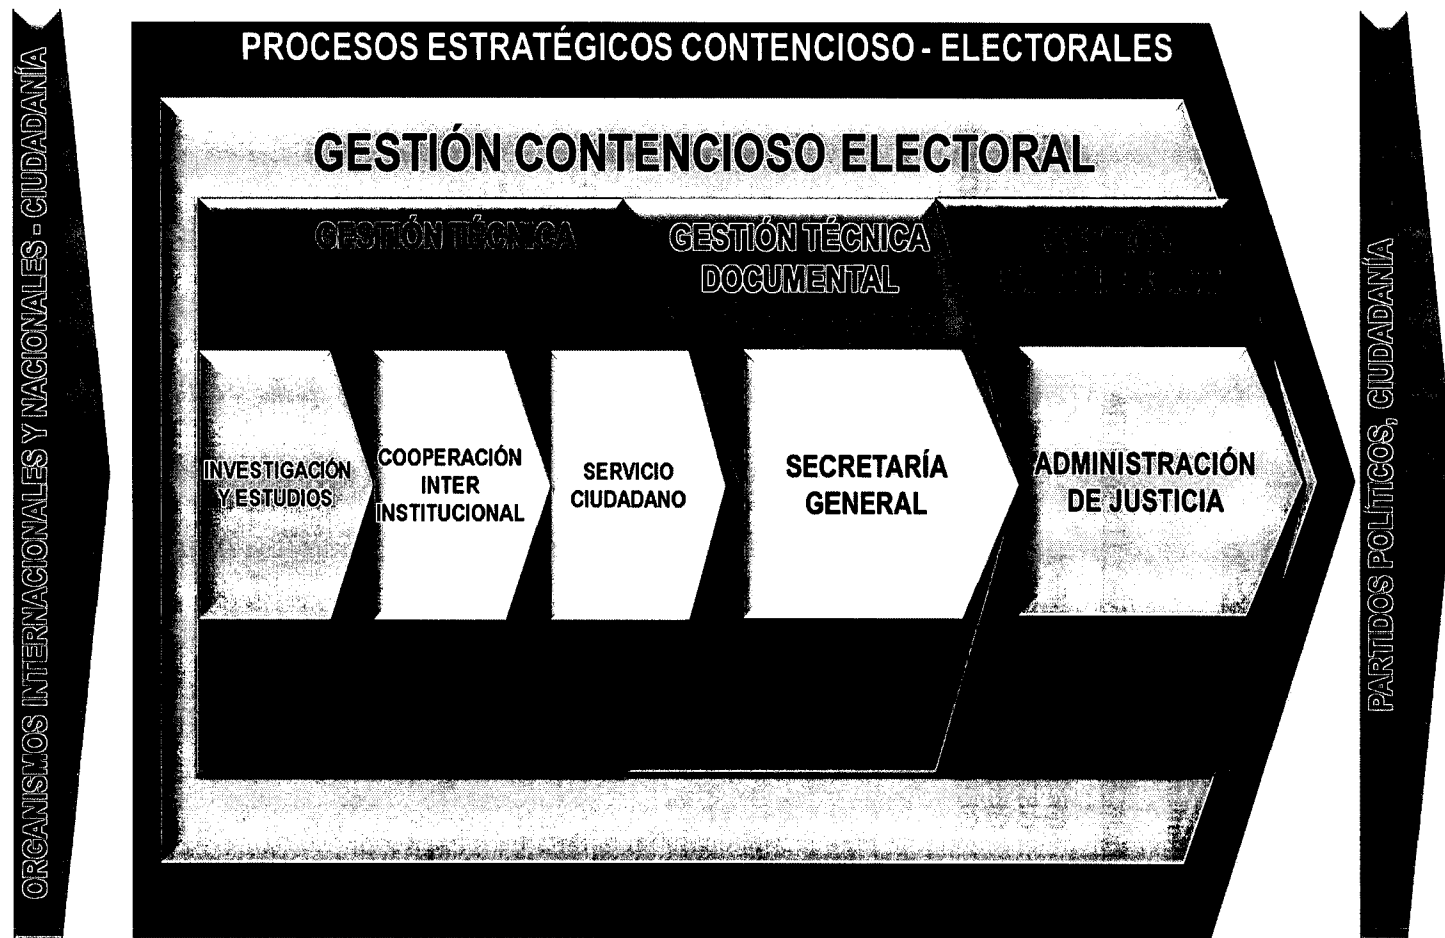 ORGANISMOS INTERNACIONALES Y NACIONALES - CIUDADANÍA
PROCESOS ESTRATÉGICOS CONTENCIOSO - ELECTORALES
GESTIÓN CONTENCIOSO ELECTORAL
GESTIÓN TÉCNICA
GESTIÓN TÉCNICA
DOCUMENTAL
INVESTIGACIÓN
Y ESTUDIOS
COOPERACIÓN
INTER
INSTITUCIONAL
SERVICIO
CIUDADANO
SECRETARÍA
GENERAL
ADMINISTRACIÓN
DE JUSTICIA
PARTIDOS POLÍTICOS, CIUDADANÍA